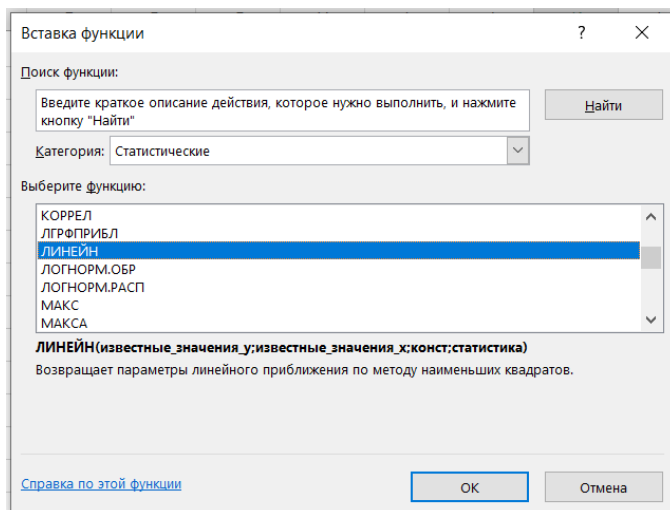 Вставка функции
?
Поиск функции:
Введите краткое описание действия, которое нужно выполнить, и нажмите
кнопку "Найти"
Найти
Категория: Статистические
Выберите функцию:
КОРРЕЛ
ЛГРФПРИБЛ
ЛИНЕЙН
ЛОГНОРМ.ОБР
ЛОГНОРМ.РАСП
МАКС
МАКСА
ЛИНЕЙН(известные_значения_y;известные_значения_x;конст;статистика)
Возвращает параметры линейного приближения по методу наименьших квадратов.
Справка по этой функции
ОК
Отмена